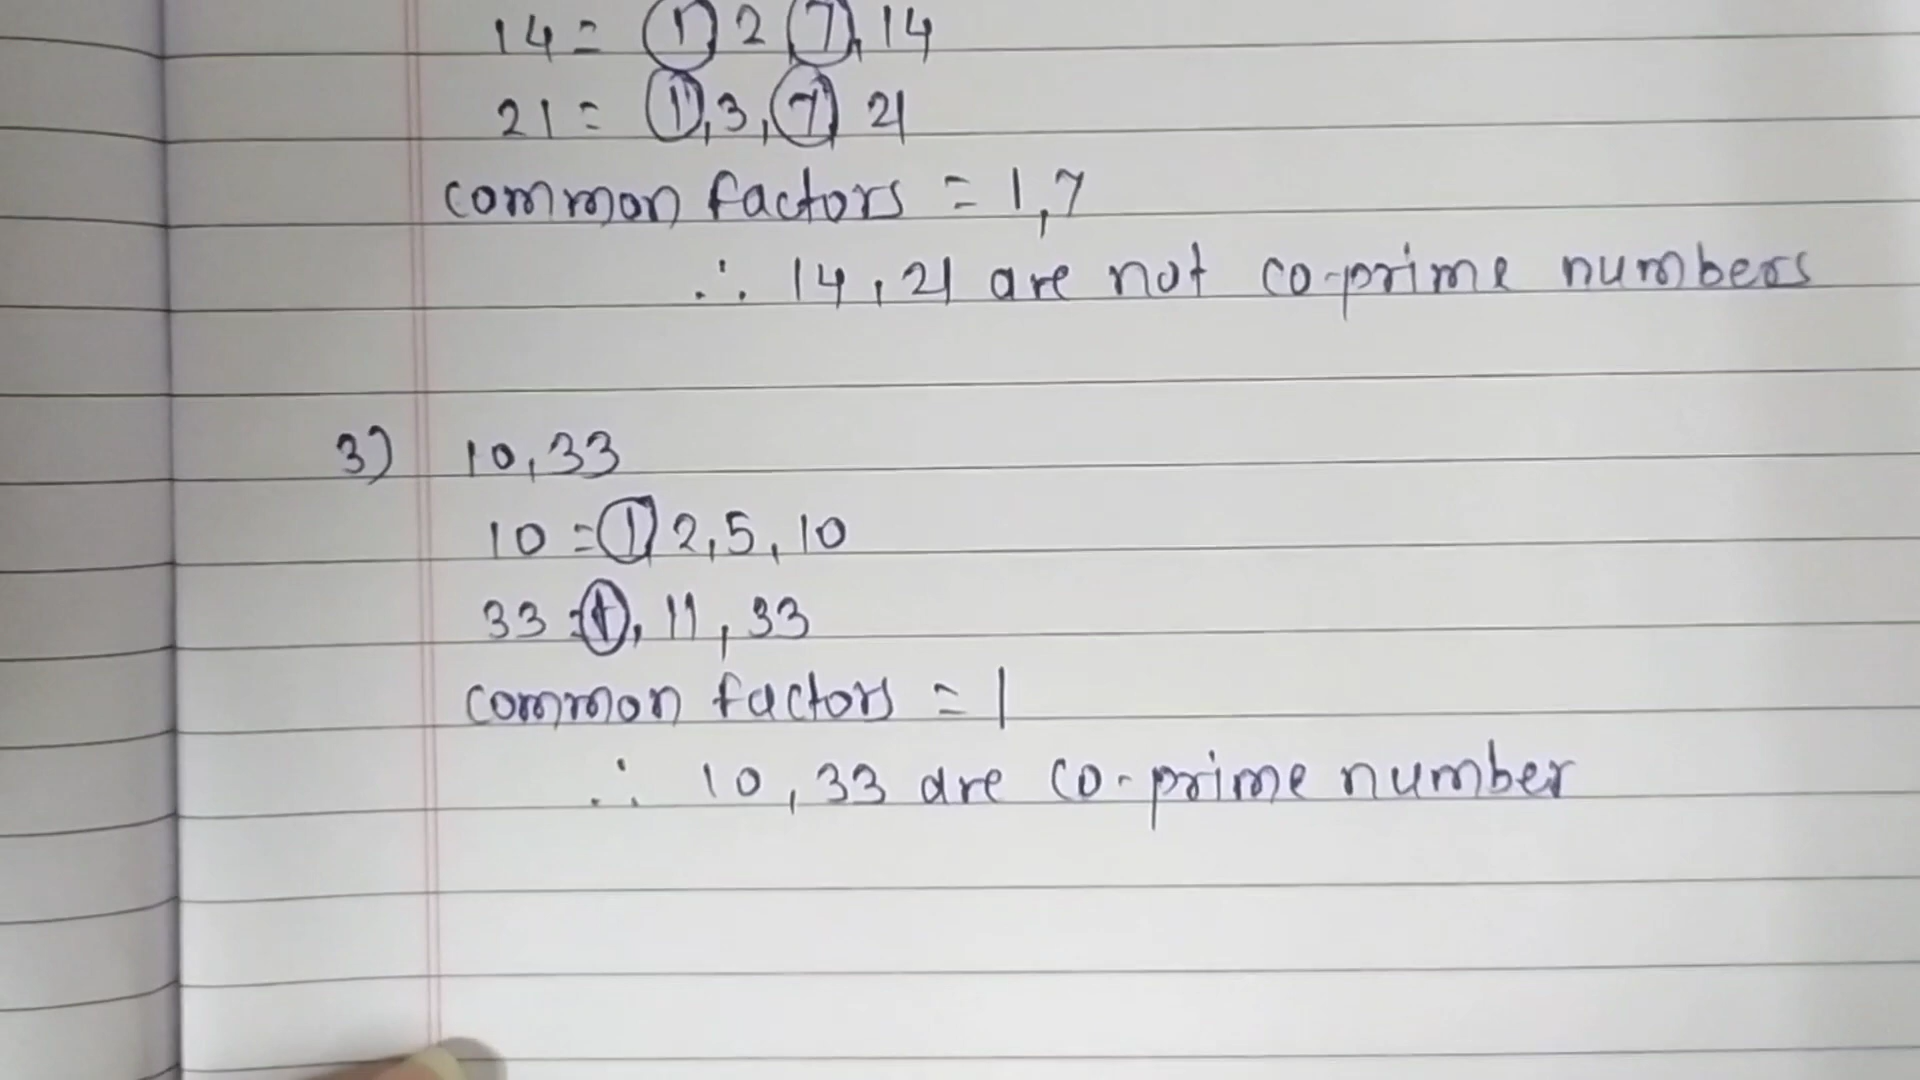 14 = 1, 2 7, 14
21 = 1, 3, 7 21
common factors = 1, 7
∴ 14, 21 are not co-prime numbers
3) 10, 33
10 = 1 2, 5, 10
33 = 1, 11, 33
common factors = 1
∴ 10, 33 are co-prime number